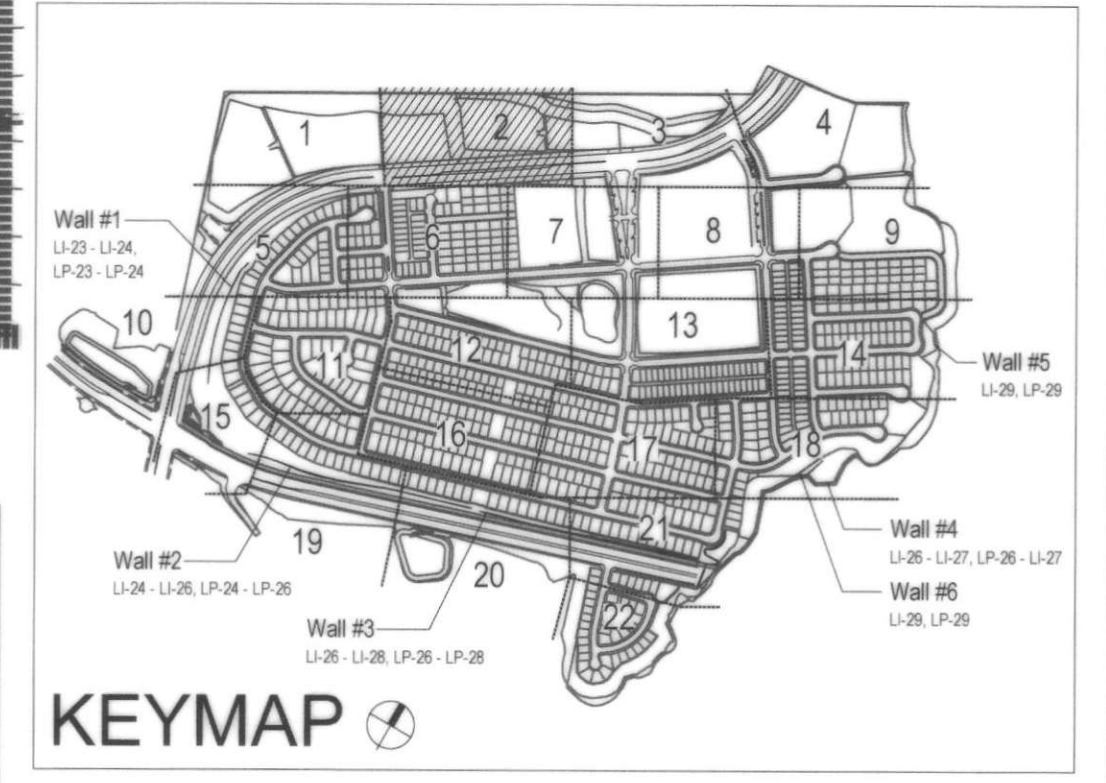 1
2
3
4
Wall #1
LI-23 - LI-24,
LP-23 - LP-24
5
6
7
8
9
10
11
12
13
14
Wall #5
LI-29, LP-29
15
16
17
18
Wall #4
LI-26 - LI-27, LP-26 - LI-27
Wall #6
LI-29, LP-29
19
20
21
22
Wall #2
LI-24 - LI-26, LP-24 - LP-26
Wall #3
LI-26 - LI-28, LP-26 - LP-28
KEYMAP